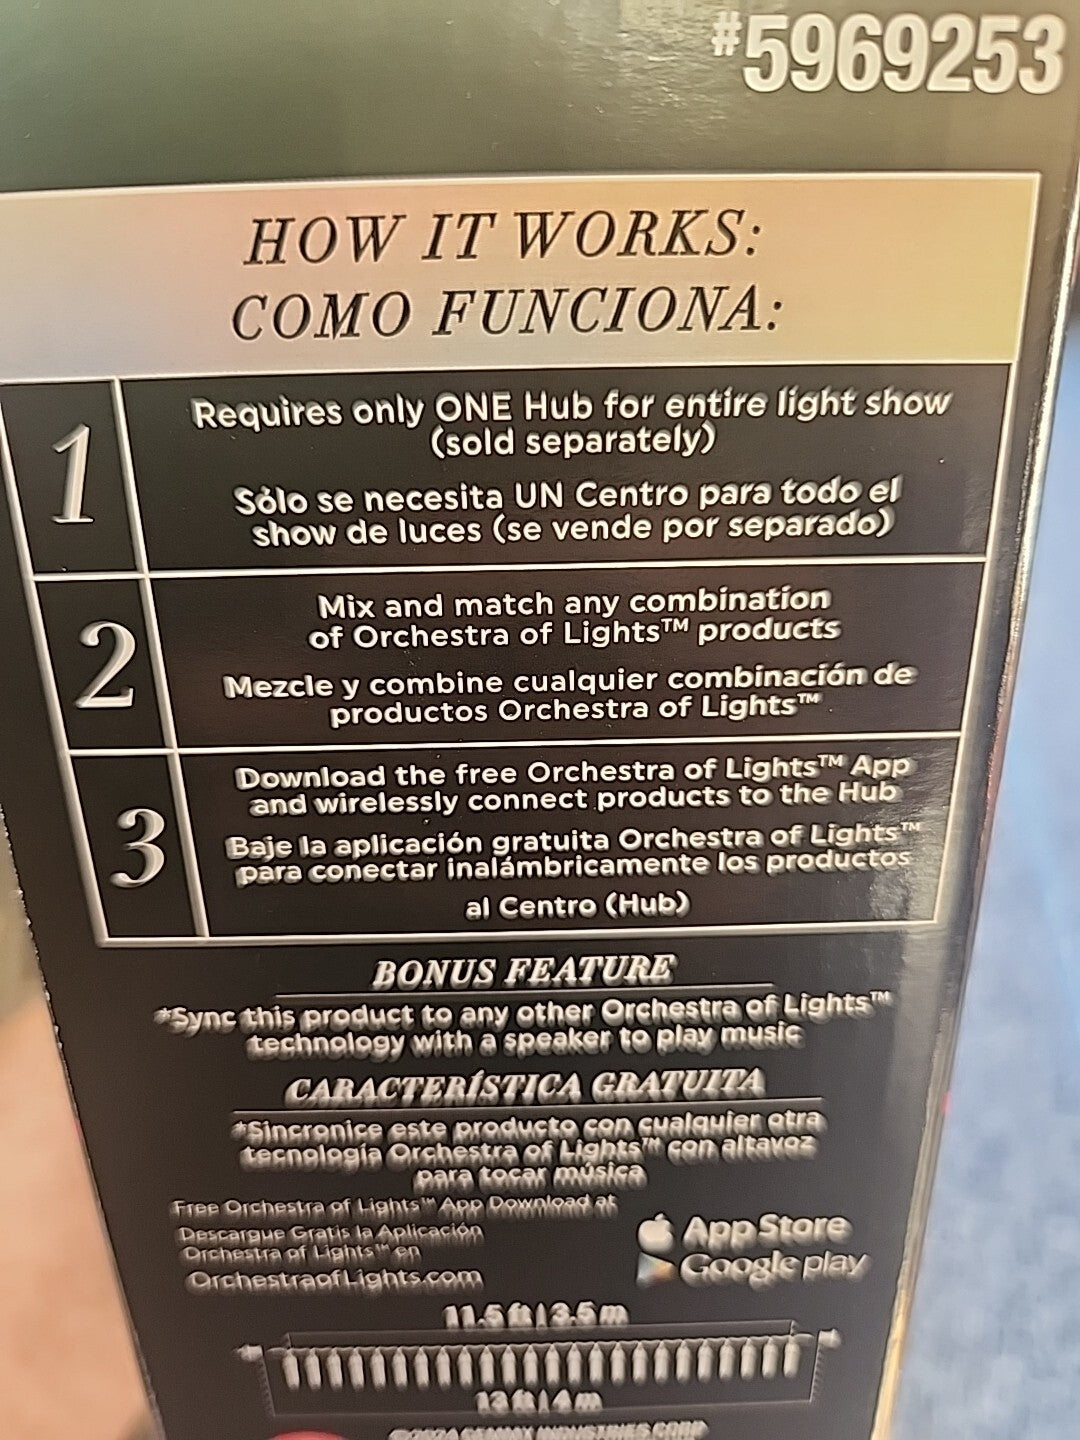 #5969253
HOW IT WORKS:
COMO FUNCIONA:
1
Requires only ONE Hub for entire light show
(sold separately)
Sólo se necesita UN Centro para todo el
show de luces (se vende por separado)
2
Mix and match any combination
of Orchestra of Lights™ products
Mezcle y combine cualquier combinación de
productos Orchestra of Lights™
3
Download the free Orchestra of Lights™ App
and wirelessly connect products to the Hub
Baje la aplicación gratuita Orchestra of Lights™
para conectar inalámbricamente los productos
al Centro (Hub)
BONUS FEATURE
*Sync this product to any other Orchestra of Lights™
technology with a speaker to play music
CARACTERÍSTICA GRATUITA
*Sincronice este producto con cualquier otra
tecnología Orchestra of Lights™ con altavoz
para tocar música
Free Orchestra of Lights™ App Download at
Descargue Gratis la Aplicación
Orchestra of Lights™ en
OrchestraofLights.com
App Store
Google play
11.5 ft | 3.5 m
13 ft | 4 m
©2024 GEMMY INDUSTRIES CORP